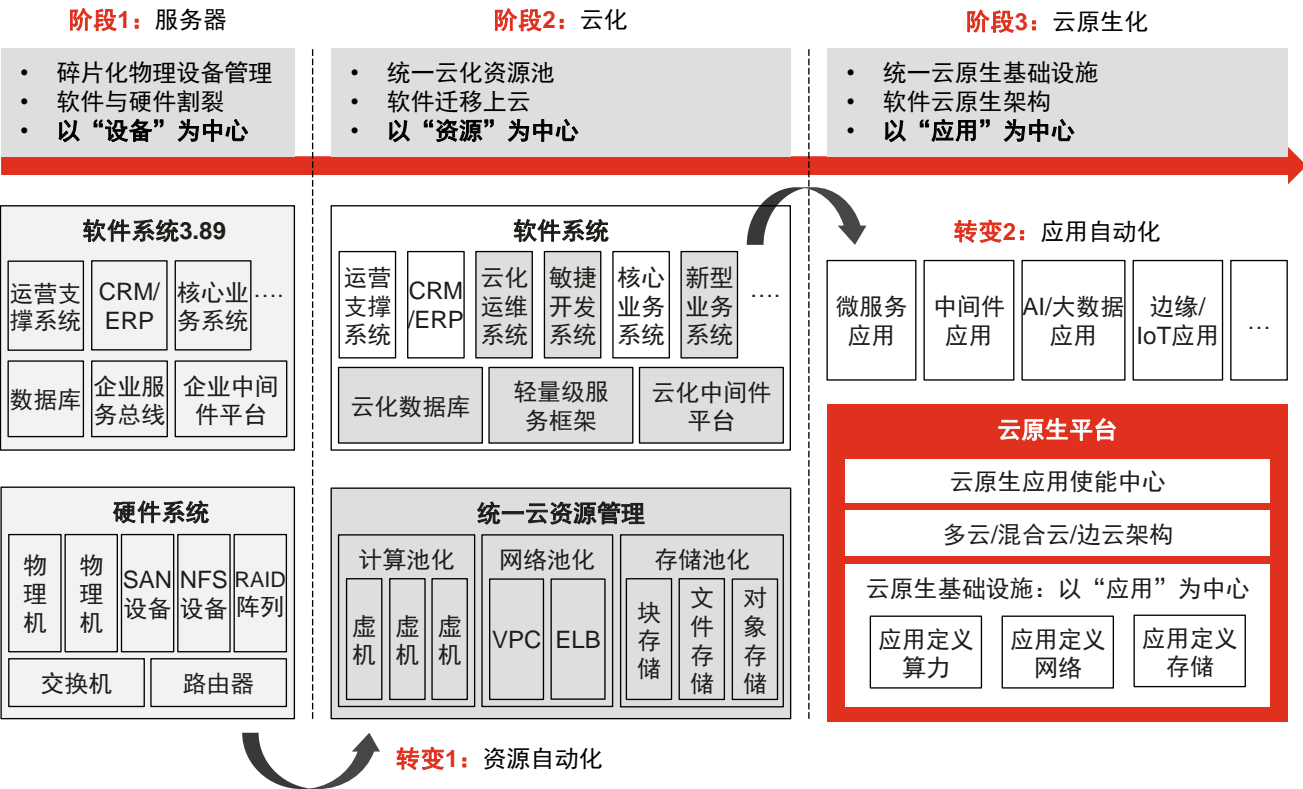 阶段1：服务器
• 碎片化物理设备管理
• 软件与硬件割裂
• 以“设备”为中心
阶段2：云化
• 统一云化资源池
• 软件迁移上云
• 以“资源”为中心
阶段3：云原生化
• 统一云原生基础设施
• 软件云原生架构
• 以“应用”为中心
软件系统3.89
运营支
撑系统
CRM/
ERP
核心业
务系统
….
数据库
企业服
务总线
企业中间
件平台
硬件系统
物
理
机
物
理
机
SAN
设备
NFS
设备
RAID
阵列
交换机
路由器
转变1：资源自动化
软件系统
运营
支撑
系统
CRM
/ERP
云化
运维
系统
敏捷
开发
系统
核心
业务
系统
新型
业务
系统
….
云化数据库
轻量级服
务框架
云化中间件
平台
统一云资源管理
计算池化
虚
机
虚
机
虚
机
网络池化
VPC
ELB
存储池化
块
存
储
文
件
存
储
对
象
存
储
转变2：应用自动化
微服务
应用
中间件
应用
AI/大数据
应用
边缘/
IoT应用
…
云原生平台
云原生应用使能中心
多云/混合云/边云架构
云原生基础设施：以“应用”为中心
应用定义
算力
应用定义
网络
应用定义
存储